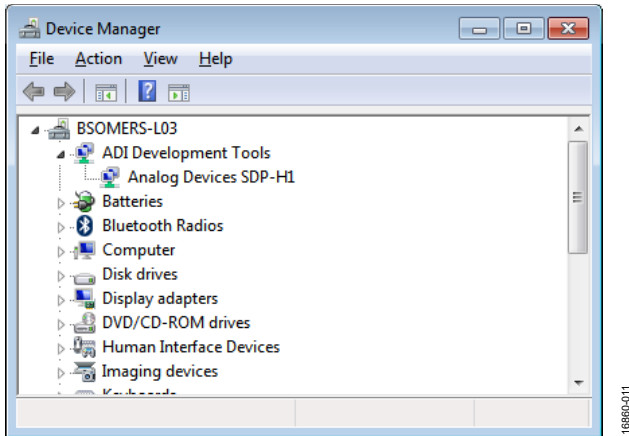 Device Manager
File Action View Help
BSOMERS-L03
ADI Development Tools
Analog Devices SDP-H1
Batteries
Bluetooth Radios
Computer
Disk drives
Display adapters
DVD/CD-ROM drives
Human Interface Devices
Imaging devices
16860-011